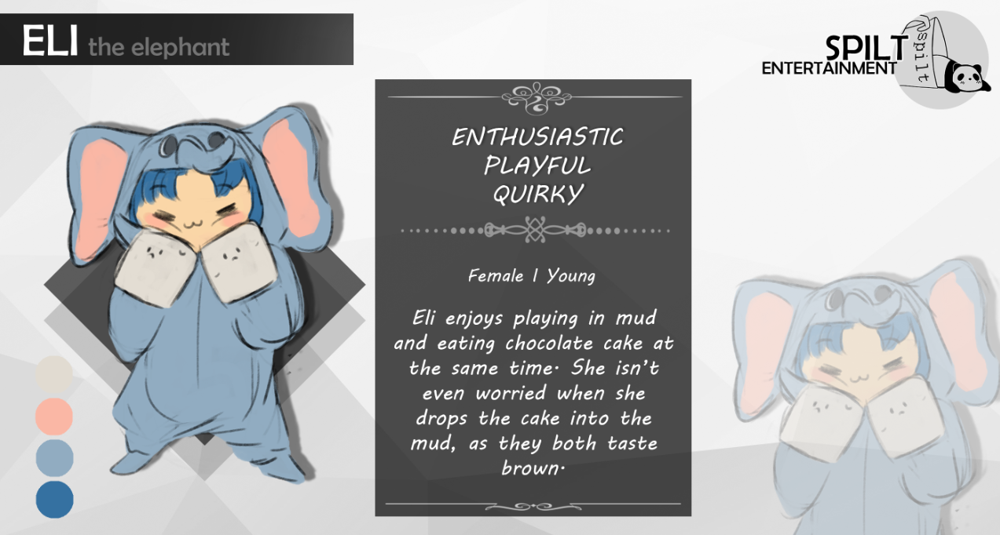 ELI the elephant
SPILT
ENTERTAINMENT
spilt
ENTHUSIASTIC
PLAYFUL
QUIRKY
Female | Young
Eli enjoys playing in mud
and eating chocolate cake at
the same time. She isn't
even worried when she
drops the cake into the
mud, as they both taste
brown.